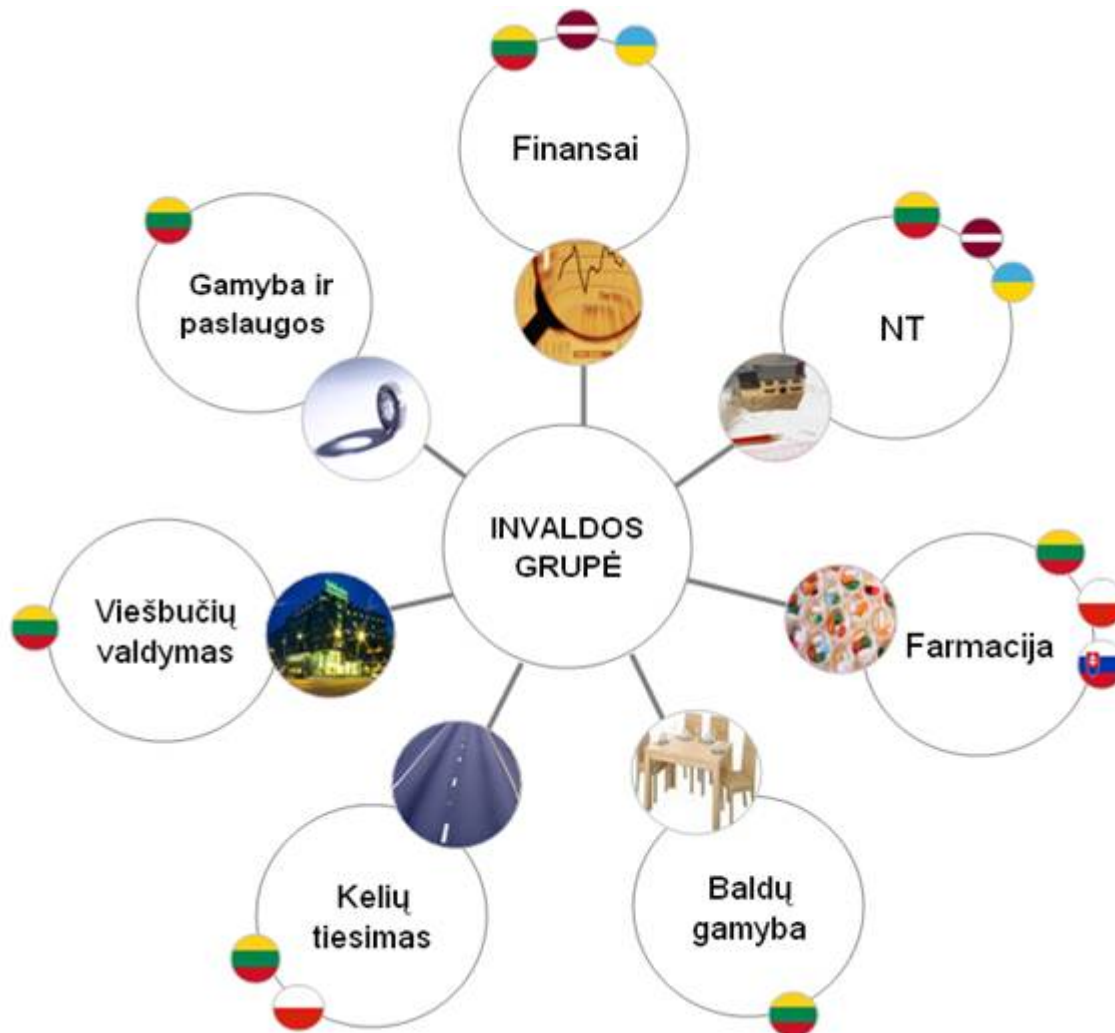 Finansai
Gamyba ir
paslaugos
NT
INVALDOS
GRUPĖ
Viešbučių
valdymas
Farmacija
Kelių
tiesimas
Baldų
gamyba